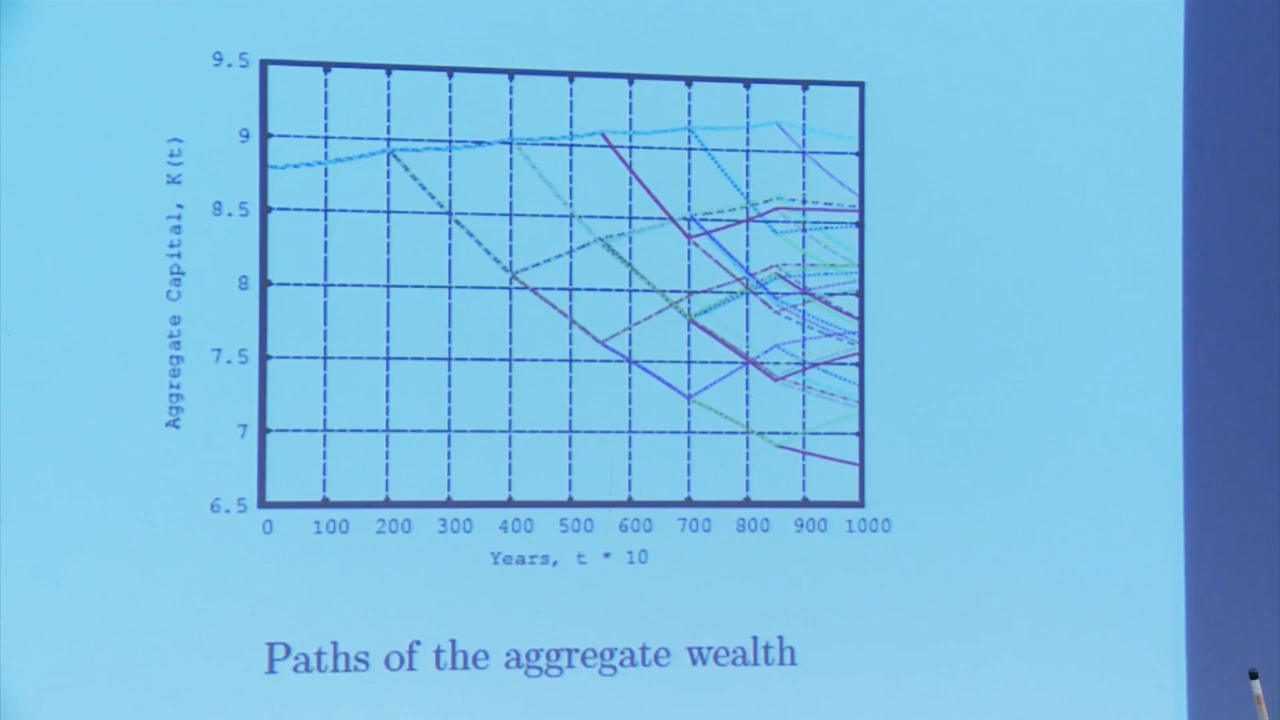 9.5
9
8.5
8
7.5
7
6.5
Aggregate Capital, K(t)
0 100 200 300 400 500 600 700 800 900 1000
Years, t * 10
Paths of the aggregate wealth